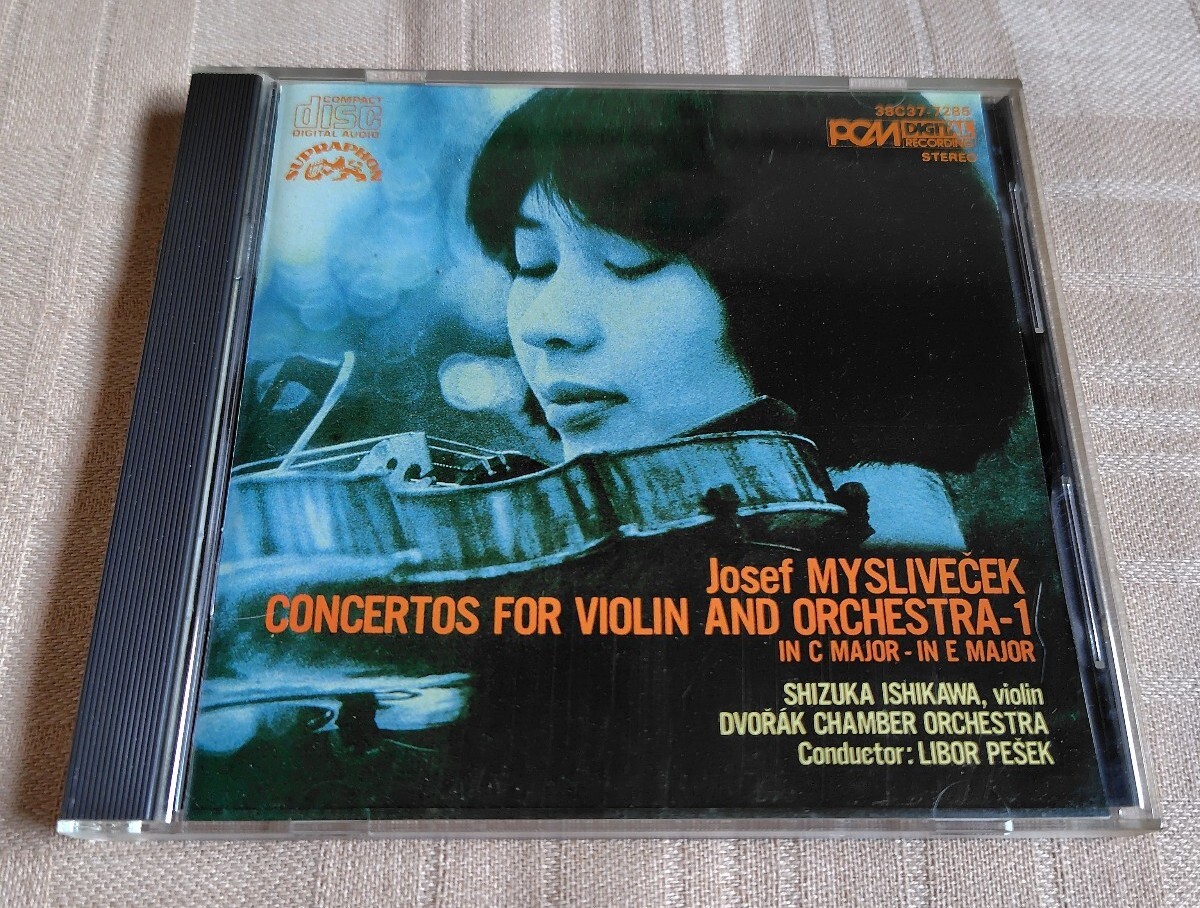 COMPACT
disc
DIGITAL AUDIO
SUPRAPHON
38C37-7285
PCM DIGITAL
RECORDING
STEREO
Josef MYSLIVEČEK
CONCERTOS FOR VIOLIN AND ORCHESTRA-1
IN C MAJOR - IN E MAJOR
SHIZUKA ISHIKAWA, violin
DVOŘÁK CHAMBER ORCHESTRA
Conductor: LIBOR PEŠEK